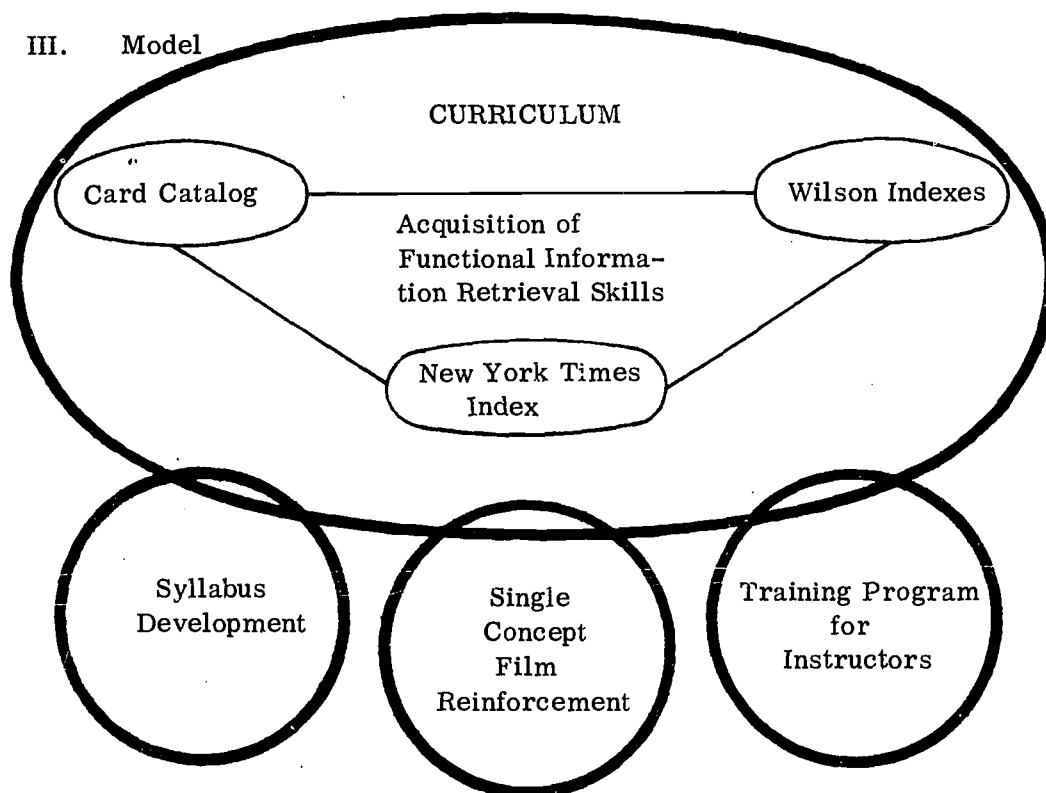 III. Model
CURRICULUM
Card Catalog
Wilson Indexes
Acquisition of
Functional Informa-
tion Retrieval Skills
New York Times
Index
Syllabus
Development
Single
Concept
Film
Reinforcement
Training Program
for
Instructors